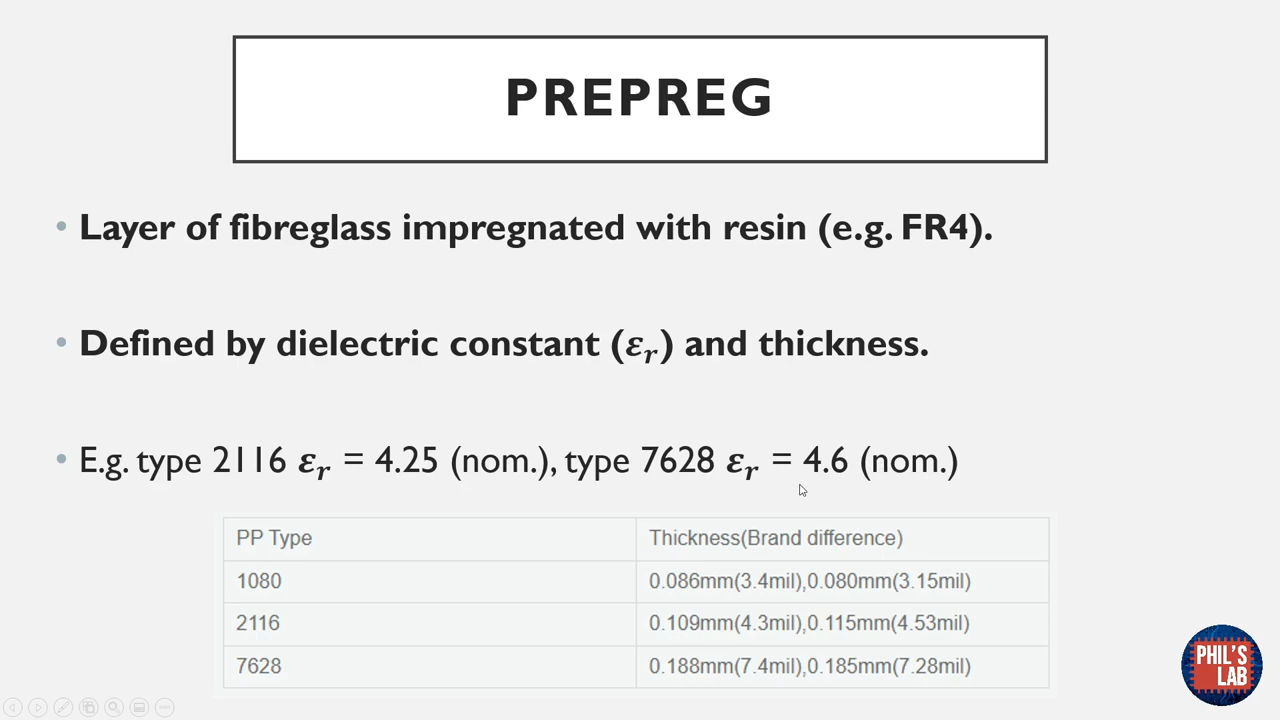 PREPREG
• Layer of fibreglass impregnated with resin (e.g. FR4).
• Defined by dielectric constant (εr) and thickness.
• E.g. type 2116 εr = 4.25 (nom.), type 7628 εr = 4.6 (nom.)
PP Type Thickness(Brand difference)
1080 0.086mm(3.4mil),0.080mm(3.15mil)
2116 0.109mm(4.3mil),0.115mm(4.53mil)
7628 0.188mm(7.4mil),0.185mm(7.28mil)
PHIL'S
LAB